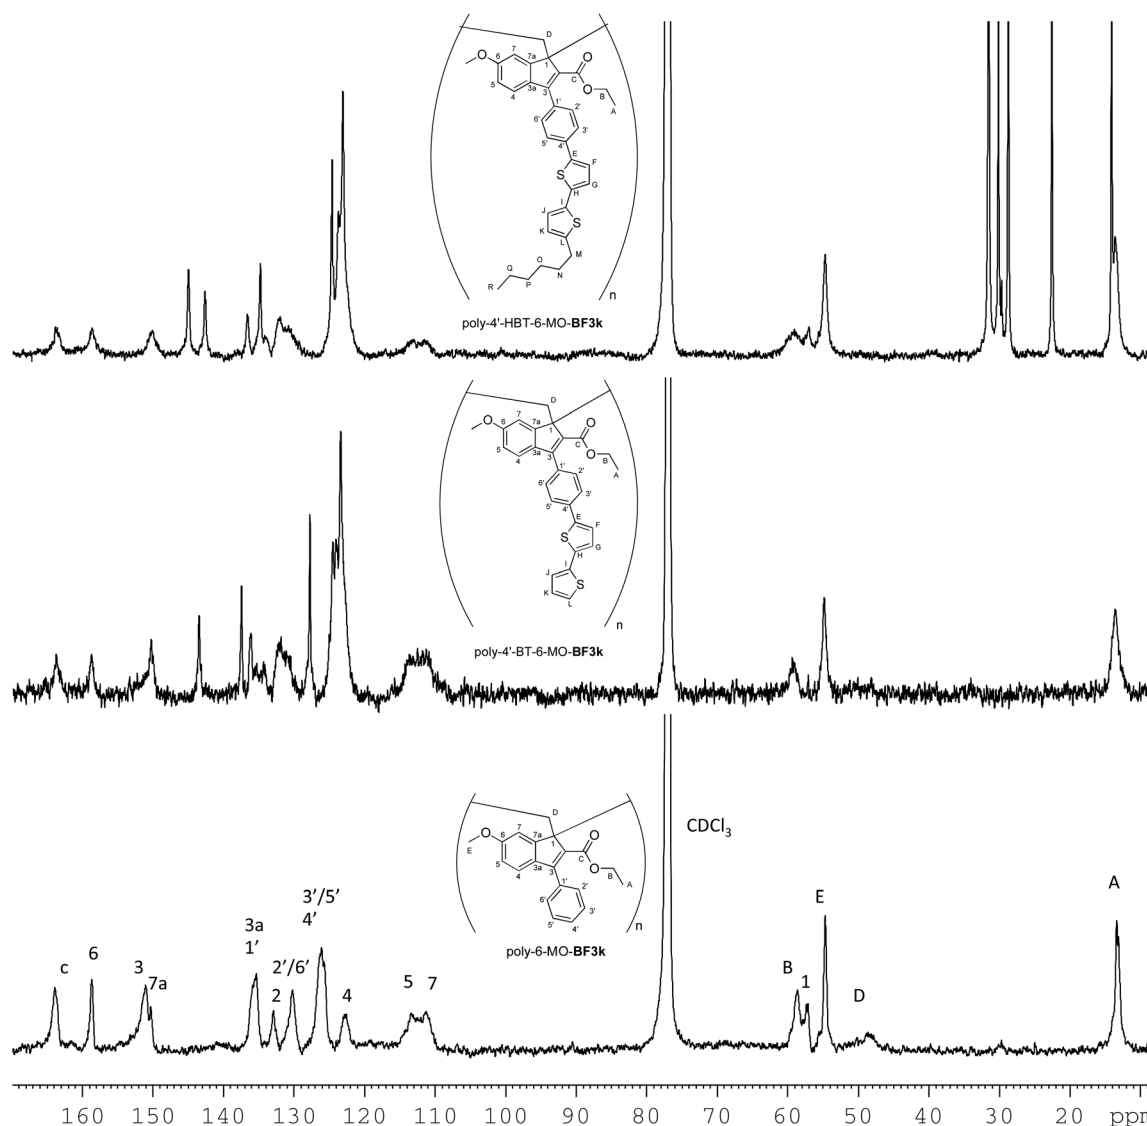 D
O
6
7
7a
1
O
C
O
B
A
5
4
3a
3
1'
2'
6'
3'
5'
4'
E
F
S
G
H
I
J
S
K
L
M
O
N
Q
P
R
n
poly-4'-HBT-6-MO-BF3k
D
O
6
7
7a
1
O
C
O
B
A
5
4
3a
3
1'
2'
6'
3'
5'
4'
E
F
S
G
H
I
J
S
K
L
n
poly-4'-BT-6-MO-BF3k
D
O
E
6
7
7a
1
O
C
O
B
A
5
4
3a
3
1'
2'
6'
3'
5'
4'
n
poly-6-MO-BF3k
CDCl3
c
6
3
7a
3a
1’
2’/6’
2
3’/5’
4’
4
5
7
B
1
E
D
A
160 150 140 130 120 110 100 90 80 70 60 50 40 30 20 ppm